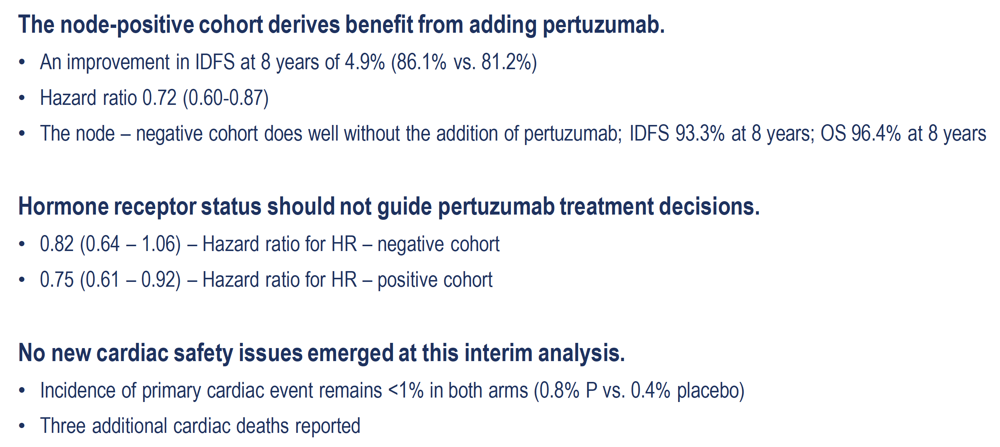 The node-positive cohort derives benefit from adding pertuzumab.
• An improvement in IDFS at 8 years of 4.9% (86.1% vs. 81.2%)
• Hazard ratio 0.72 (0.60-0.87)
• The node – negative cohort does well without the addition of pertuzumab; IDFS 93.3% at 8 years; OS 96.4% at 8 years
Hormone receptor status should not guide pertuzumab treatment decisions.
• 0.82 (0.64 – 1.06) – Hazard ratio for HR – negative cohort
• 0.75 (0.61 – 0.92) – Hazard ratio for HR – positive cohort
No new cardiac safety issues emerged at this interim analysis.
• Incidence of primary cardiac event remains <1% in both arms (0.8% P vs. 0.4% placebo)
• Three additional cardiac deaths reported